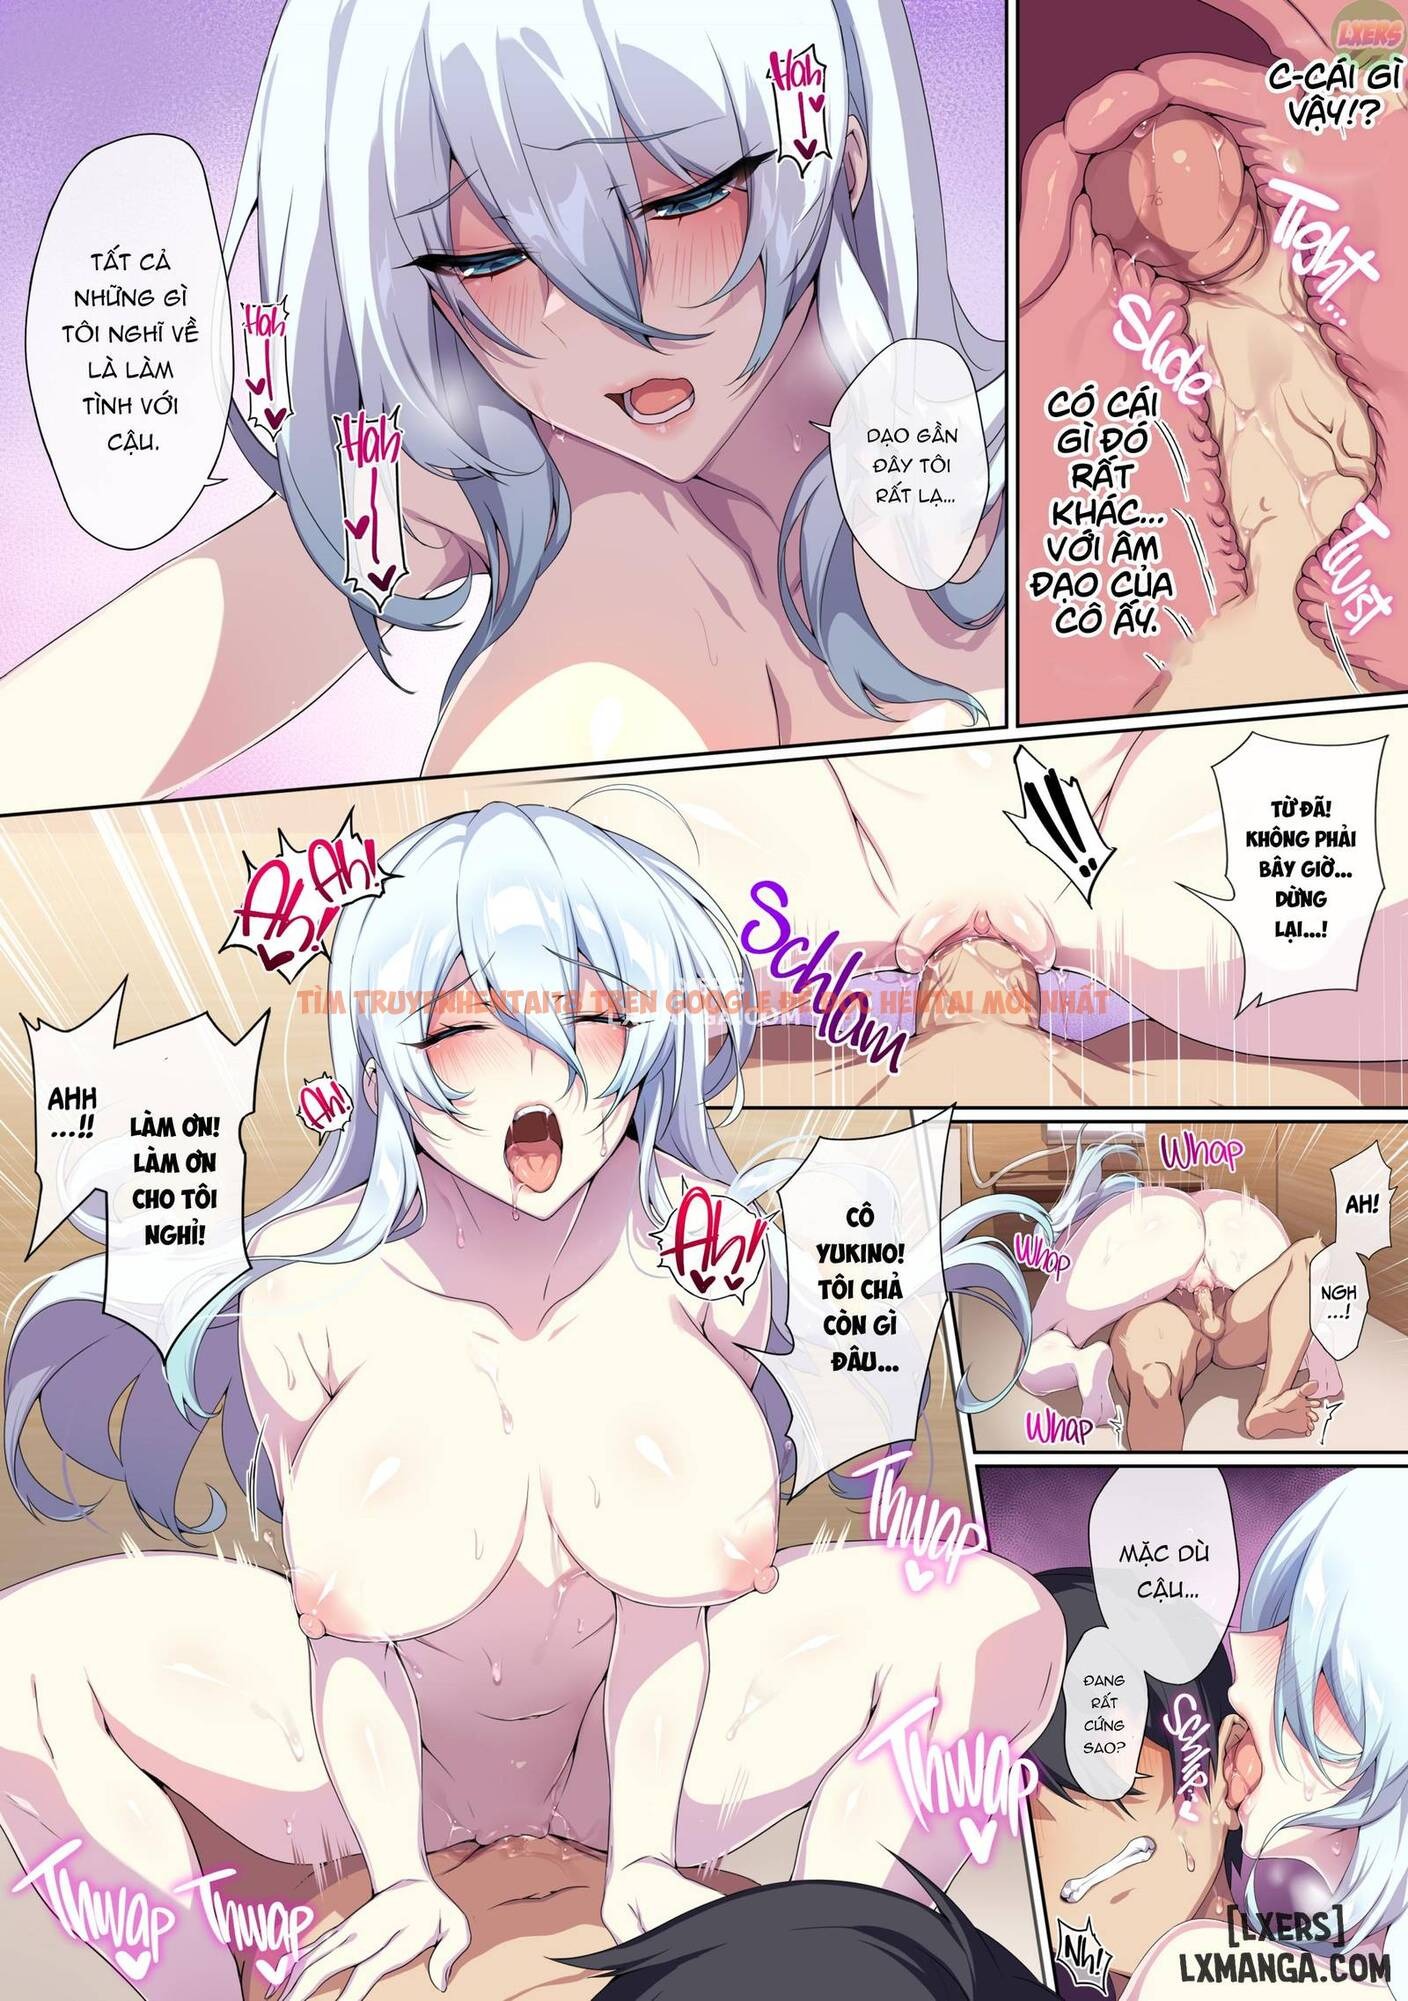 LXERS
C-CÁI GÌ
VẬY!?
TIGHT...
SLIDE
CÓ CÁI
GÌ ĐÓ
RẤT
KHÁC...
VỚI ÂM
ĐẠO CỦA
CÔ ẤY.
TWIST
HAH
DẠO GẦN
ĐÂY TÔI
RẤT LẠ...
HAH
HAH
TẤT CẢ
NHỮNG GÌ
TÔI NGHĨ VỀ
LÀ LÀM
TÌNH VỚI
CẬU.
TỪ ĐÃ!
KHÔNG PHẢI
BÂY GIỜ...
DỪNG
LẠI...!
!!
SCHLAM
TÌM TRUYENHENTAI18 TRÊN GOOGLE ĐỂ ĐỌC HENTAI MỚI NHẤT
WHAP
AH!
WHAP
NGH
...!
WHAP
AH!
AH!
AH!
AH!
CÔ
YUKINO!
TÔI CHẢ
CÒN GÌ
ĐÂU...
LÀM ƠN!
LÀM ƠN
CHO TÔI
NGHỈ!
AHH
...!!
THWAP
THWAP
THWAP
THWAP
MẶC DÙ
CẬU...
ĐANG
RẤT
CỨNG
SAO?
SCHLIR...
NH!
[LXERS]
LXMANGA.COM